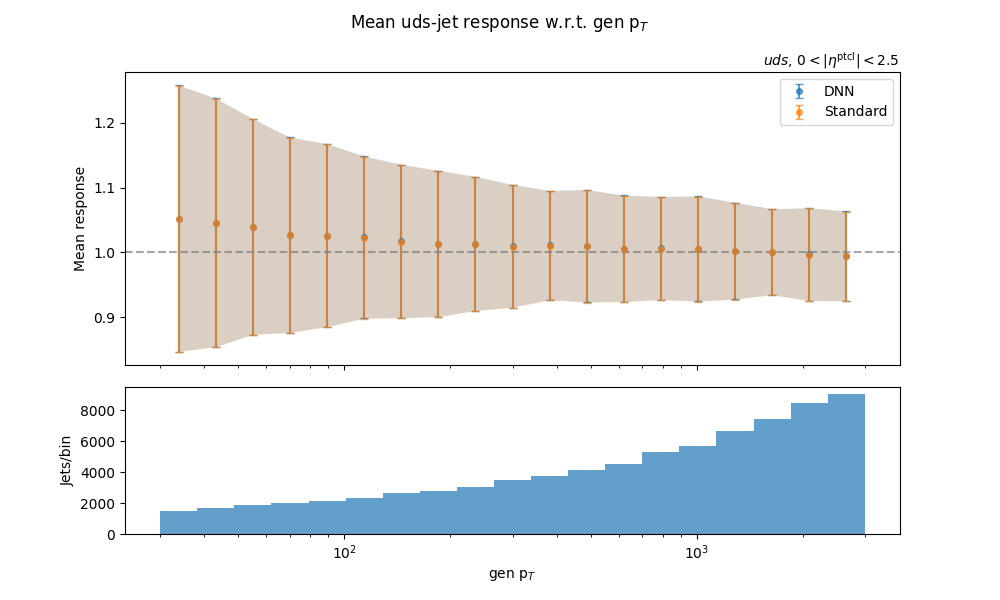 Mean uds-jet response w.r.t. gen p_T
uds, 0 < |η^ptcl| < 2.5
DNN
Standard
Mean response
1.2
1.1
1.0
0.9
Jets/bin
8000
6000
4000
2000
0
10^2
10^3
gen p_T